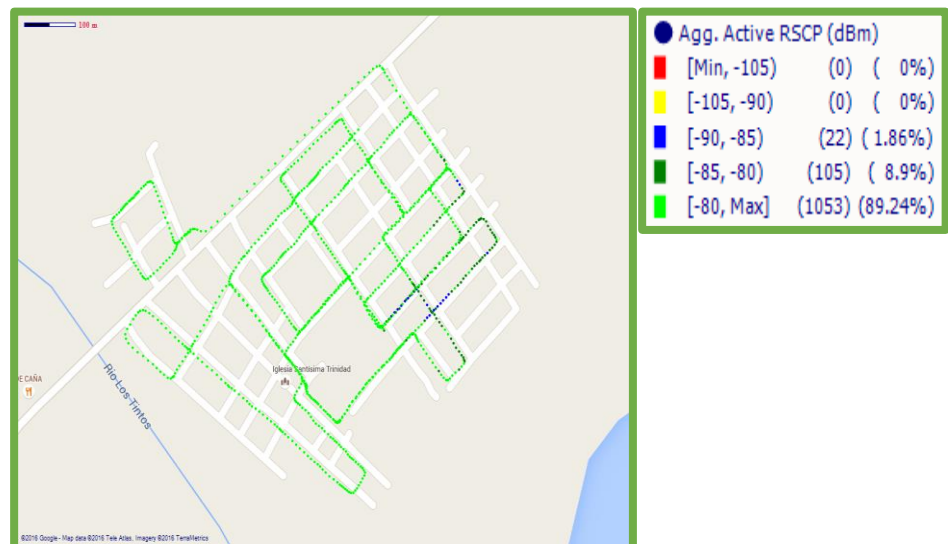 100 m
Iglesia Santisima Trinidad
DE CAÑA
Rio Los Tintos
©2016 Google - Map data ©2016 Tele Atlas, Imagery ©2016 TerraMetrics
Agg. Active RSCP (dBm)
[Min, -105) (0) ( 0%)
[-105, -90) (0) ( 0%)
[-90, -85) (22) ( 1.86%)
[-85, -80) (105) ( 8.9%)
[-80, Max] (1053) (89.24%)